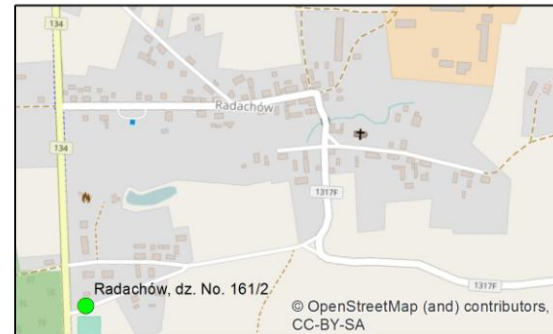 134
Radachów
134
1317F
1317F
Radachów, dz. No. 161/2
© OpenStreetMap (and) contributors,
CC-BY-SA